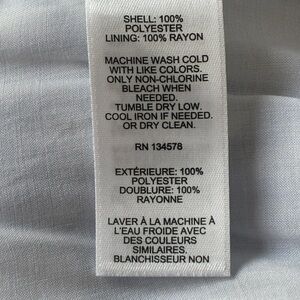 SHELL: 100%
POLYESTER
LINING: 100% RAYON
MACHINE WASH COLD
WITH LIKE COLORS.
ONLY NON-CHLORINE
BLEACH WHEN
NEEDED.
TUMBLE DRY LOW.
COOL IRON IF NEEDED.
OR DRY CLEAN.
RN 134578
EXTÉRIEURE: 100%
POLYESTER
DOUBLURE: 100%
RAYONNE
LAVER À LA MACHINE À
L'EAU FROIDE AVEC
DES COULEURS
SIMILAIRES.
BLANCHISSEUR NON